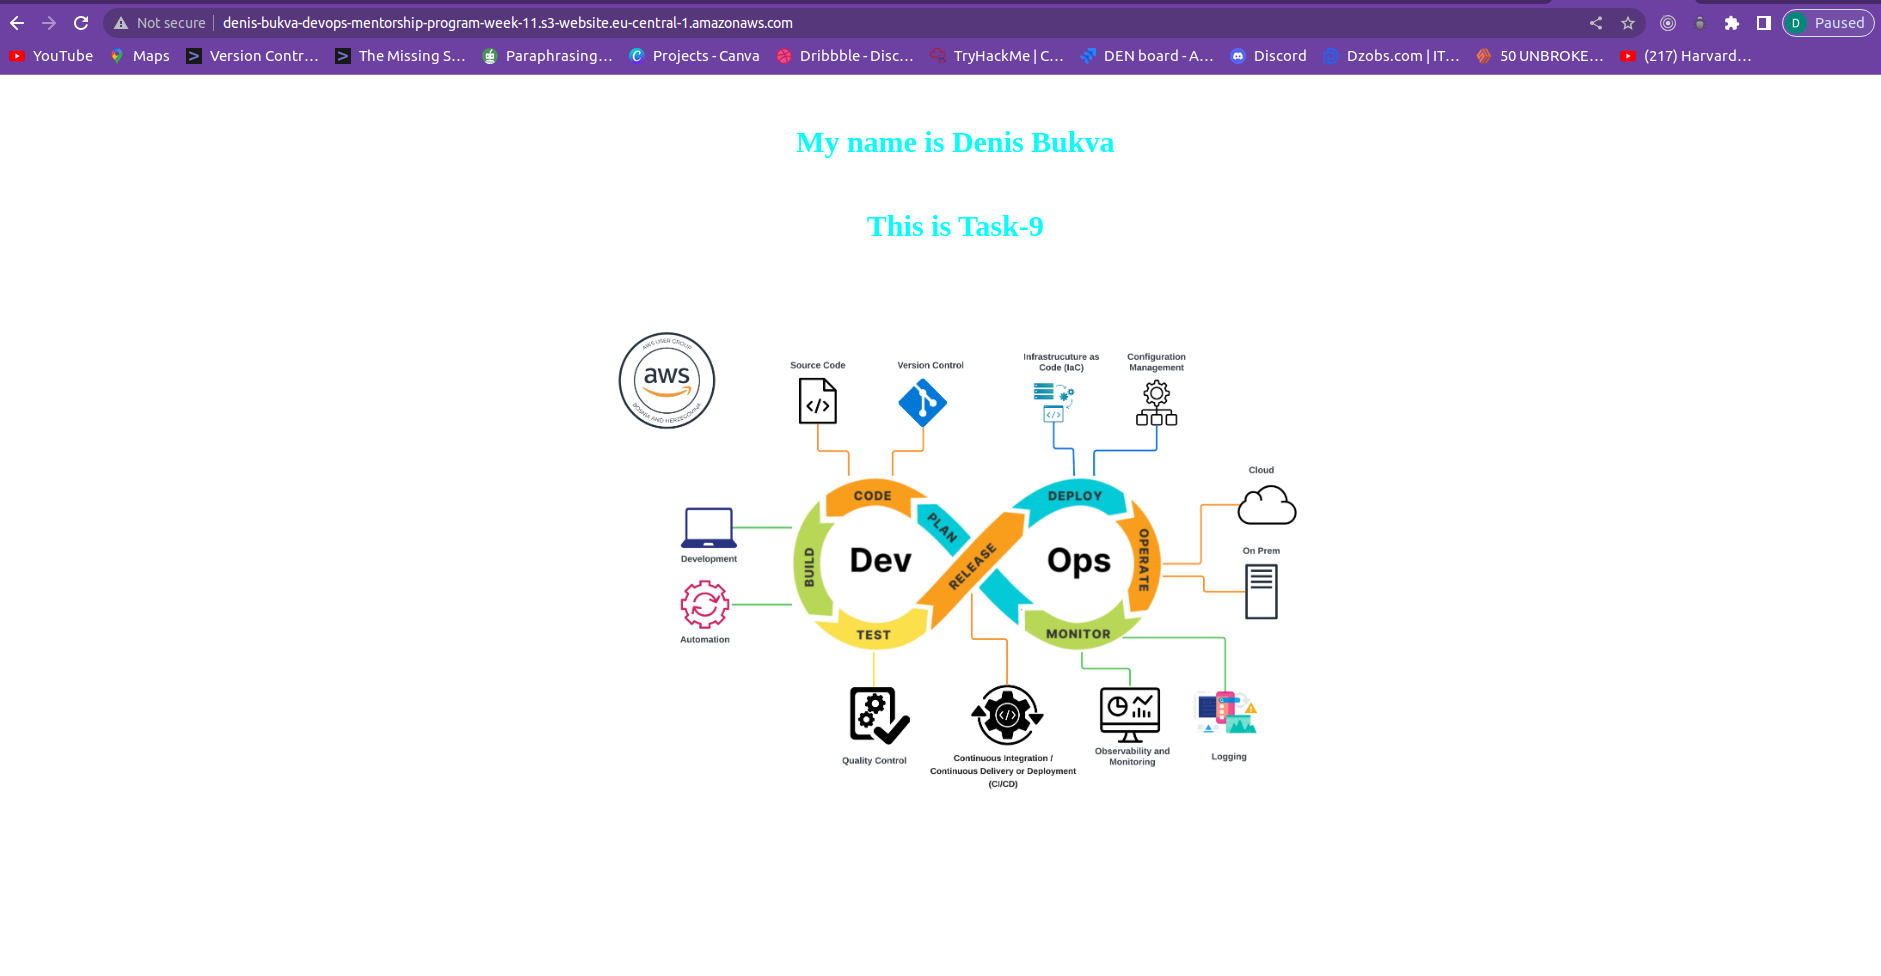 Not secure
denis-bukva-devops-mentorship-program-week-11.s3-website.eu-central-1.amazonaws.com
D
Paused
YouTube
Maps
Version Contr…
The Missing S…
Paraphrasing…
Projects - Canva
Dribbble - Disc…
TryHackMe | C…
DEN board - A…
Discord
Dzobs.com | IT…
50 UNBROKE…
(217) Harvard…
My name is Denis Bukva
This is Task-9
AWS USER GROUP
aws
BOSNIA AND HERZEGOVINA
Source Code
Version Control
Infrastrucuture as
Code (IaC)
Configuration
Management
Cloud
On Prem
Development
Automation
CODE
PLAN
BUILD
Dev
TEST
RELEASE
DEPLOY
Ops
OPERATE
MONITOR
Quality Control
Continuous Integration /
Continuous Delivery or Deployment
(CI/CD)
Observability and
Monitoring
Logging